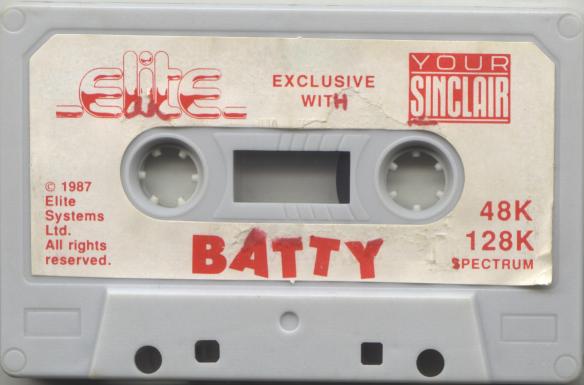 elite
EXCLUSIVE
WITH
YOUR
SINCLAIR
© 1987
Elite
Systems
Ltd.
All rights
reserved.
48K
128K
SPECTRUM
BATTY